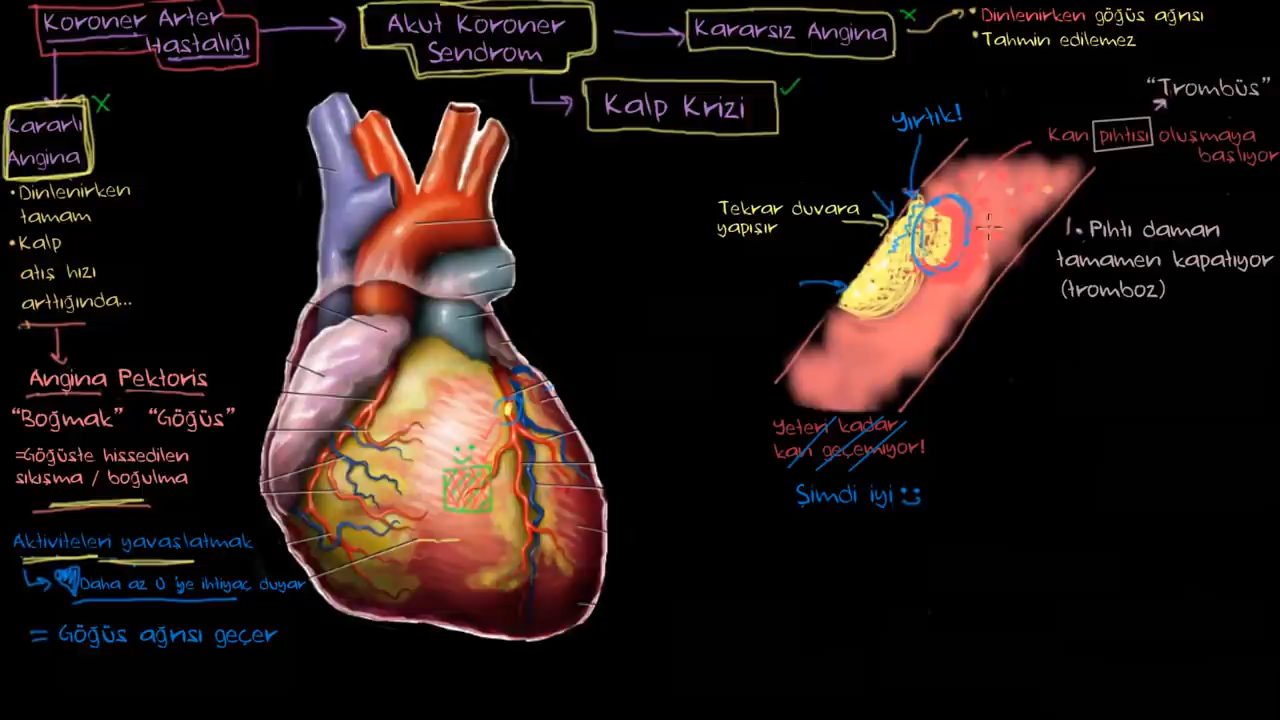 Koroner Arter
Hastalığı
Akut Koroner
Sendrom
Kararsız Angina
• Dinlenirken göğüs ağrısı
• Tahmin edilemez
Kalp Krizi
Kararlı
Angina
• Dinlenirken
tamam
• Kalp
atış hızı
arttığında...
Angina Pektoris
"Boğmak" "Göğüs"
=Göğüste hissedilen
sıkışma / boğulma
Aktiviteleri yavaşlatmak
Daha az O 'ye ihtiyaç duyar
= Göğüs ağrısı geçer
Yırtık!
"Trombüs"
Kan pıhtısı oluşmaya
başlıyor
Tekrar duvara
yapışır
1. Pıhtı damarı
tamamen kapatıyor
(tromboz)
Yeteri kadar
kan geçemiyor!
Şimdi iyi